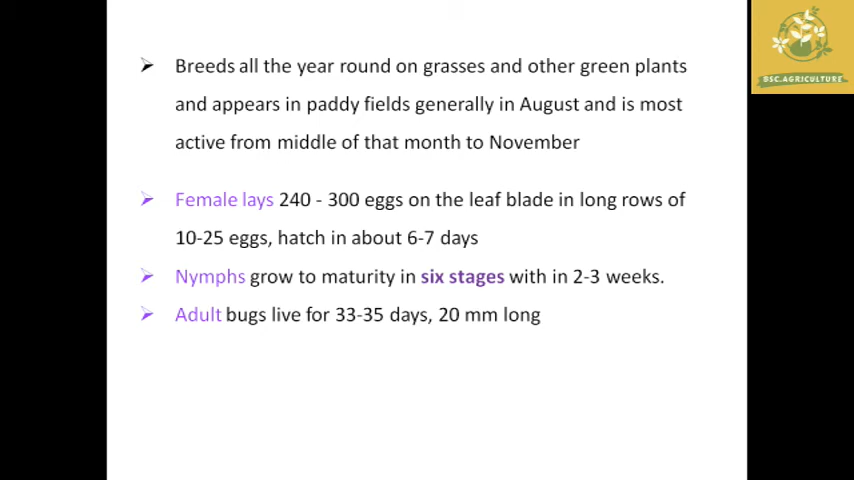 BSC.AGRICULTURE
Breeds all the year round on grasses and other green plants
and appears in paddy fields generally in August and is most
active from middle of that month to November
Female lays 240 - 300 eggs on the leaf blade in long rows of
10-25 eggs, hatch in about 6-7 days
Nymphs grow to maturity in six stages with in 2-3 weeks.
Adult bugs live for 33-35 days, 20 mm long